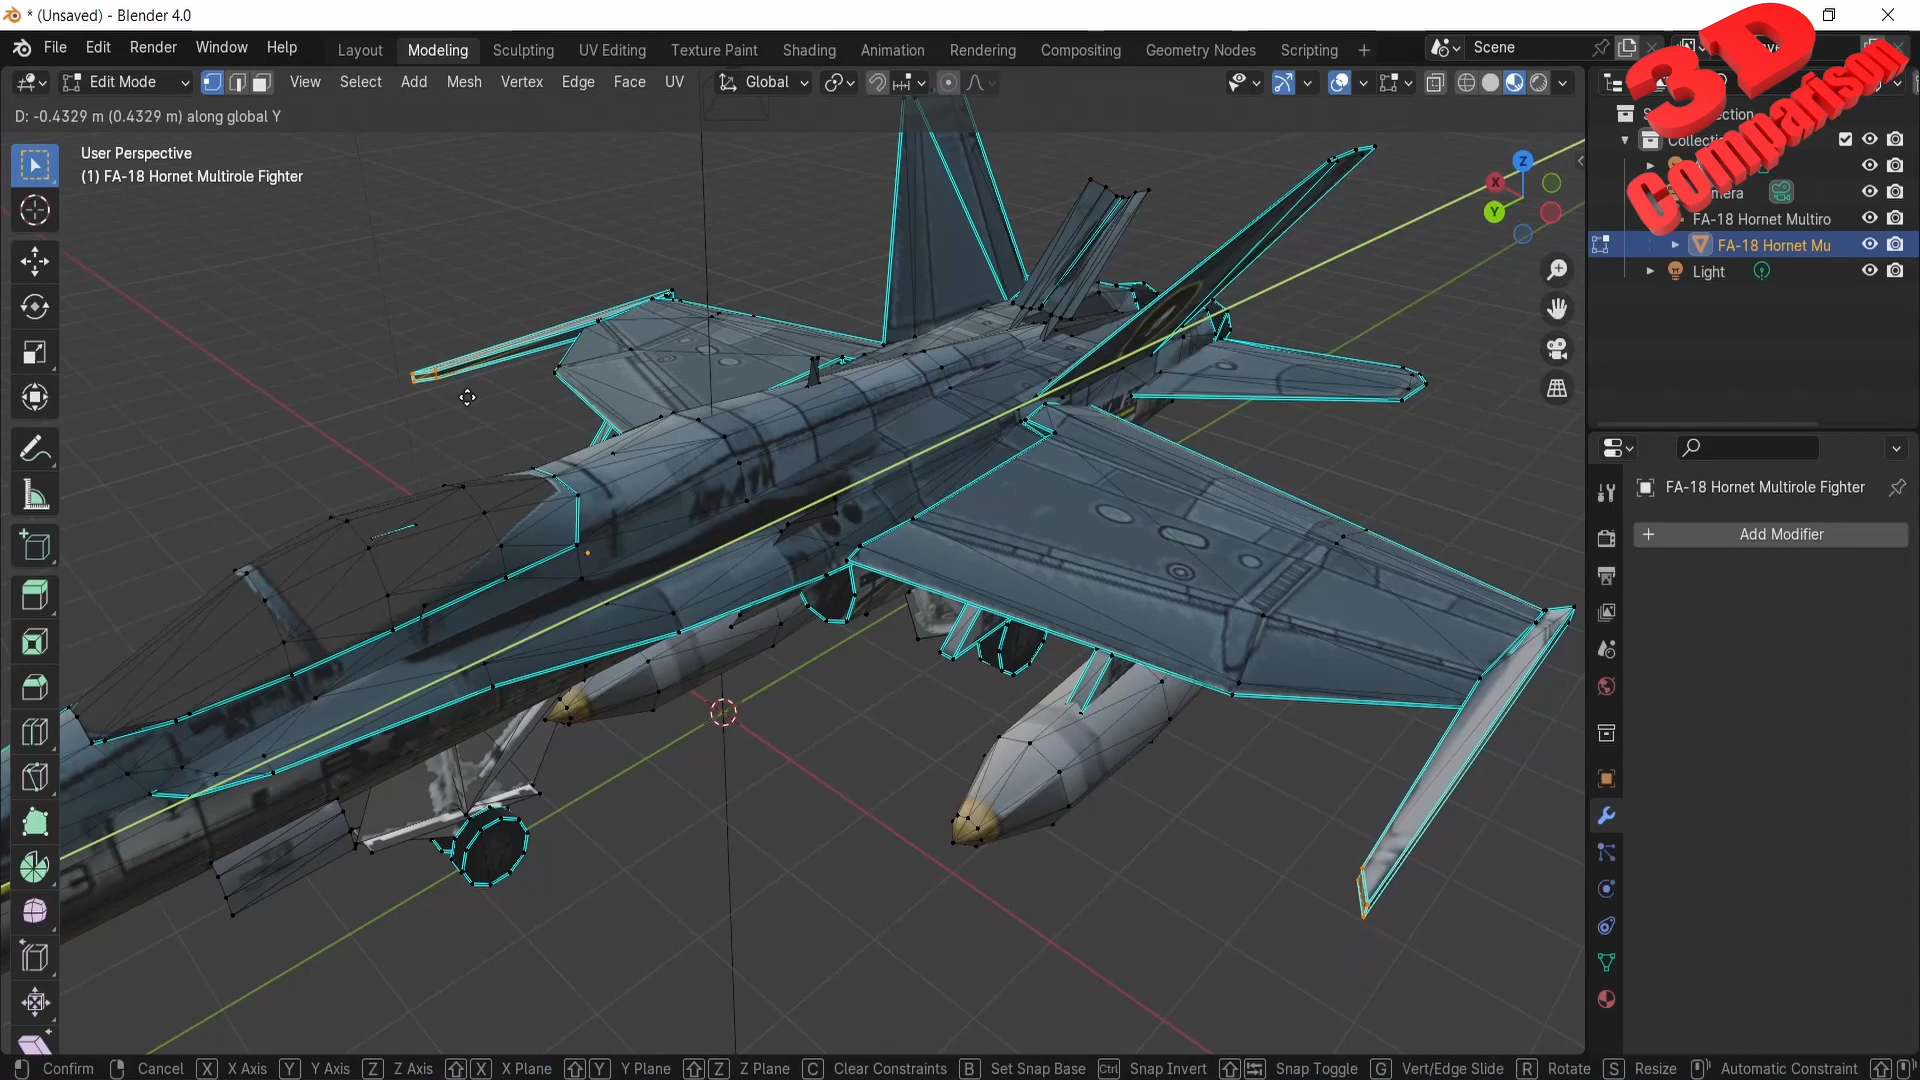 * (Unsaved) - Blender 4.0
File Edit Render Window Help
Layout Modeling Sculpting UV Editing Texture Paint Shading Animation Rendering Compositing Geometry Nodes Scripting +
Scene
Edit Mode View Select Add Mesh Vertex Edge Face UV Global
3D
Comparison
D: -0.4329 m (0.4329 m) along global Y
User Perspective
(1) FA-18 Hornet Multirole Fighter
Z
X
Y
FA-18 Hornet Multiro
FA-18 Hornet Mu
Light
FA-18 Hornet Multirole Fighter
+ Add Modifier
Confirm Cancel X X Axis Y Y Axis Z Z Axis X X Plane Y Y Plane Z Z Plane C Clear Constraints B Set Snap Base Ctrl Snap Invert Snap Toggle G Vert/Edge Slide R Rotate S Resize Automatic Constraint